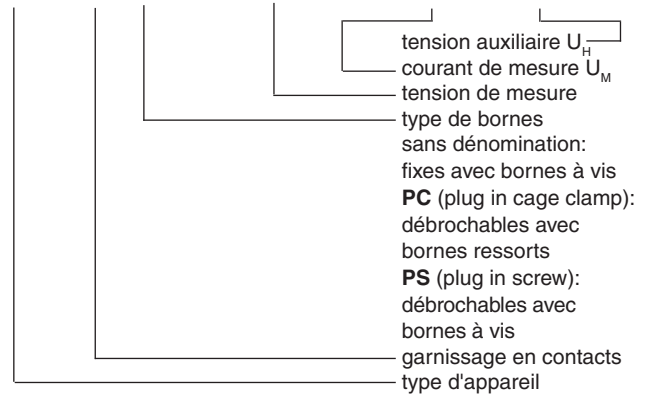 tension auxiliaire U_H
courant de mesure U_M
tension de mesure
type de bornes
sans dénomination:
fixes avec bornes à vis
PC (plug in cage clamp):
débrochables avec
bornes ressorts
PS (plug in screw):
débrochables avec
bornes à vis
garnissage en contacts
type d'appareil